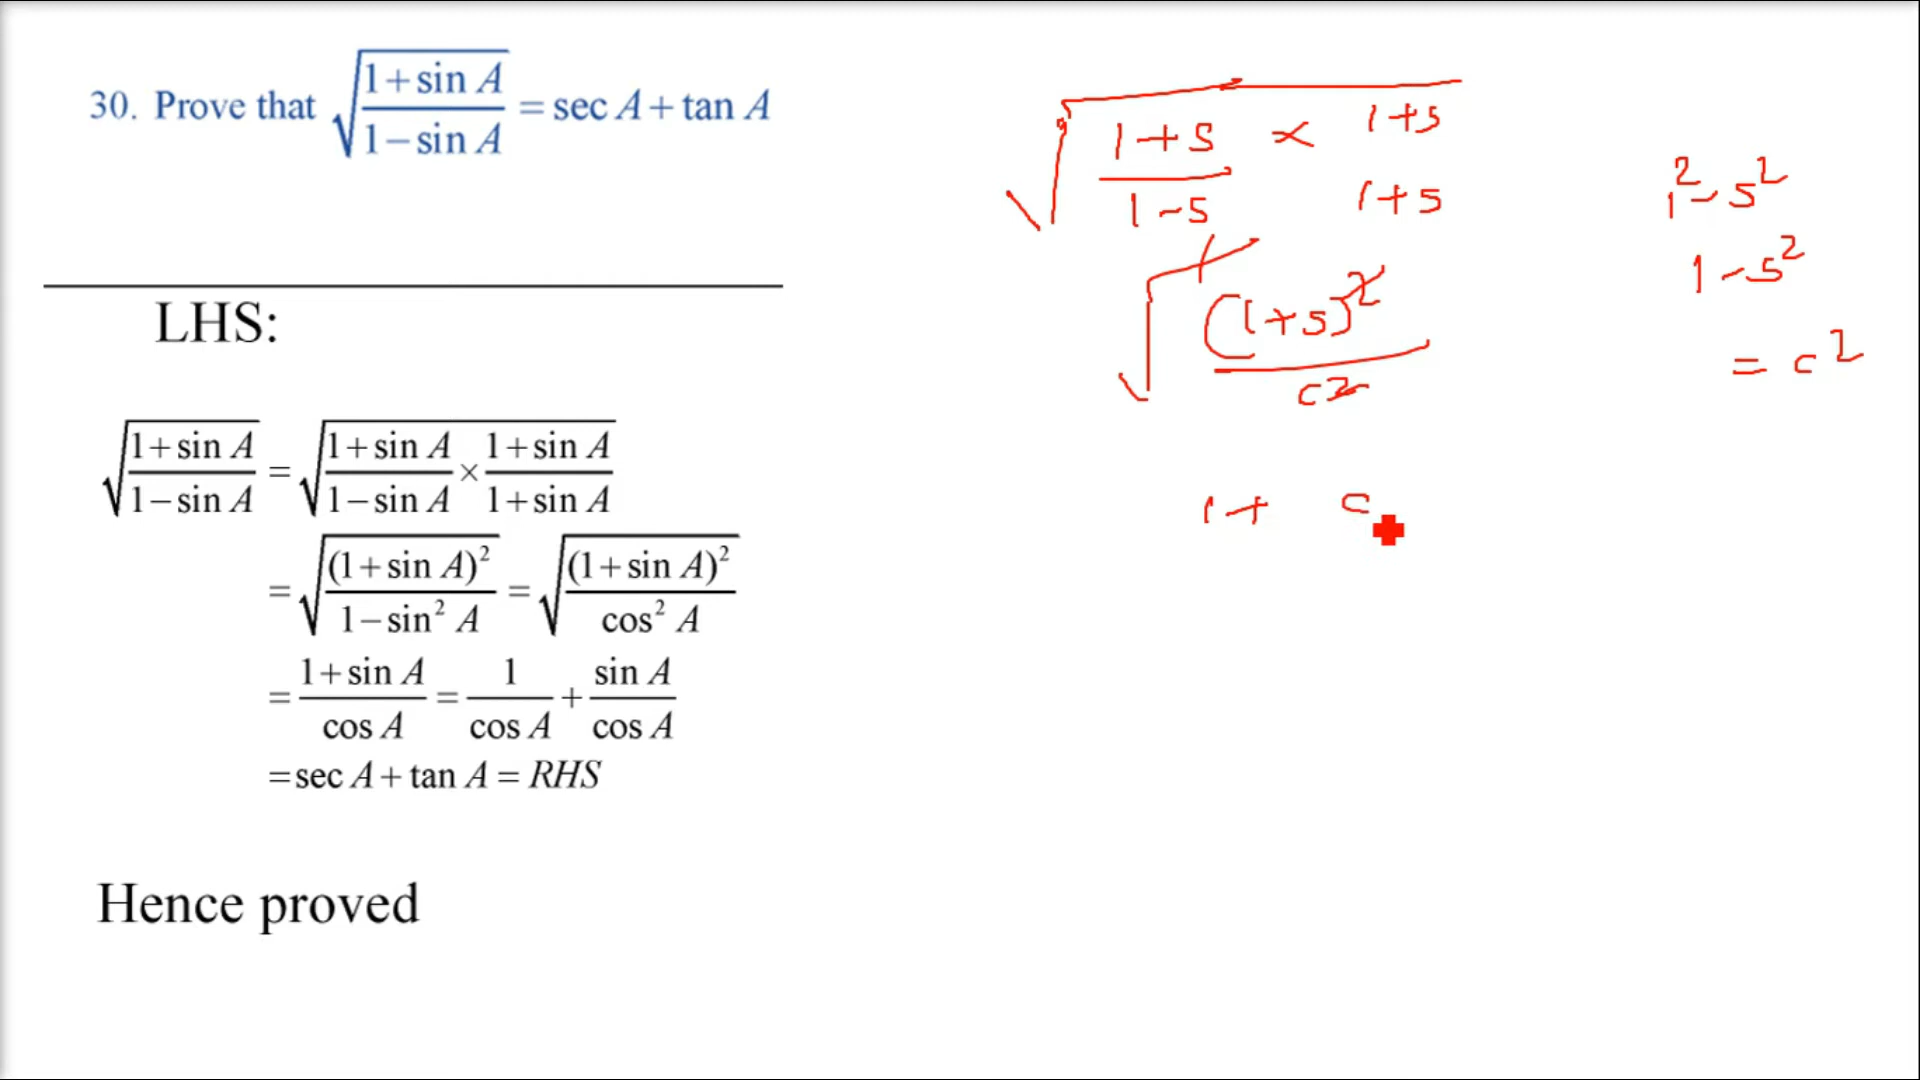 30. Prove that √((1+sin A)/(1−sin A)) = sec A + tan A
LHS:
√((1+sin A)/(1−sin A)) = √((1+sin A)/(1−sin A) × (1+sin A)/(1+sin A))
= √((1+sin A)²/(1−sin² A)) = √((1+sin A)²/(cos² A))
= (1+sin A)/(cos A) = 1/(cos A) + (sin A)/(cos A)
= sec A + tan A = RHS
Hence proved
√((1+s)/(1−s) × (1+s)/(1+s))
√((1+s)²/c²)
1+
1²−s²
1−s²
= c²